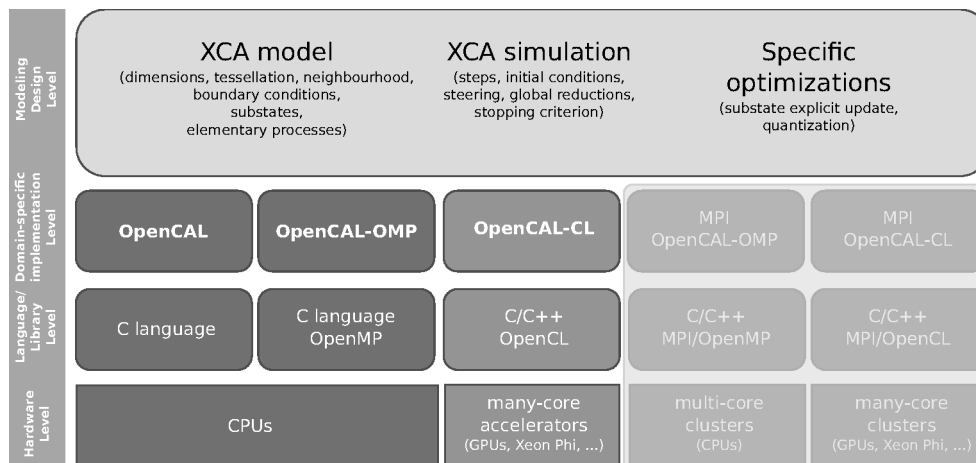 Modeling
Design
Level
XCA model
(dimensions, tessellation, neighbourhood,
boundary conditions,
substates,
elementary processes)
XCA simulation
(steps, initial conditions,
steering, global reductions,
stopping criterion)
Specific
optimizations
(substate explicit update,
quantization)
Domain-specific
implementation
Level
OpenCAL
OpenCAL-OMP
OpenCAL-CL
MPI
OpenCAL-OMP
MPI
OpenCAL-CL
Language/
Library
Level
C language
C language
OpenMP
C/C++
OpenCL
C/C++
MPI/OpenMP
C/C++
MPI/OpenCL
Hardware
Level
CPUs
many-core
accelerators
(GPUs, Xeon Phi, ...)
multi-core
clusters
(CPUs)
many-core
clusters
(GPUs, Xeon Phi, ...)